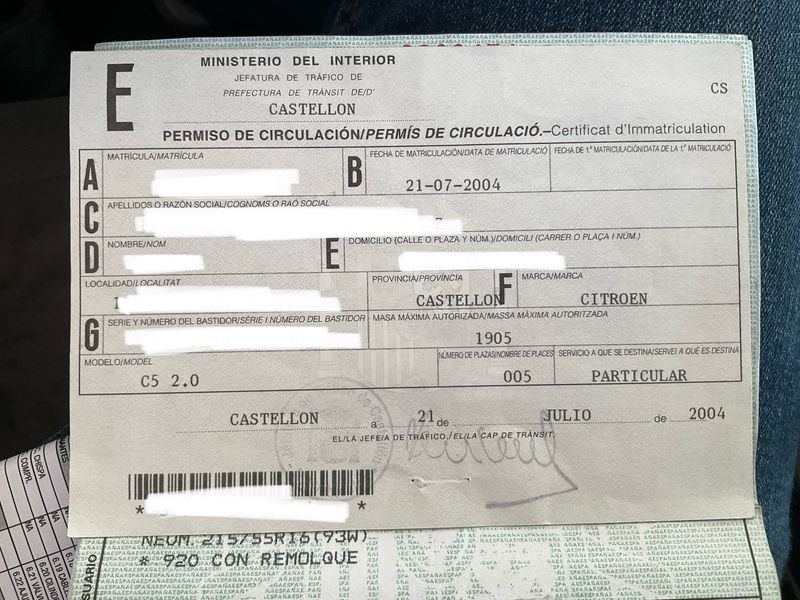 E
MINISTERIO DEL INTERIOR
JEFATURA DE TRÁFICO DE
PREFECTURA DE TRÀNSIT DE/D'
CASTELLON
CS
PERMISO DE CIRCULACIÓN/PERMÍS DE CIRCULACIÓ.–Certificat d'Immatriculation
A MATRÍCULA/MATRÍCULA
B FECHA DE MATRICULACIÓN/DATA DE MATRICULACIÓ
21-07-2004
FECHA DE 1.ª MATRICULACIÓN/DATA DE LA 1.ª MATRICULACIÓ
C APELLIDOS O RAZÓN SOCIAL/COGNOMS O RAÓ SOCIAL
D NOMBRE/NOM
E DOMICILIO (CALLE O PLAZA Y NÚM.)/DOMICILI (CARRER O PLAÇA I NÚM.)
LOCALIDAD/LOCALITAT
PROVINCIA/PROVÍNCIA
CASTELLON
F MARCA/MARCA
CITROEN
G SERIE Y NÚMERO DEL BASTIDOR/SÈRIE I NÚMERO DEL BASTIDOR
MASA MÁXIMA AUTORIZADA/MASSA MÀXIMA AUTORITZADA
1905
MODELO/MODEL
C5 2.0
NÚMERO DE PLAZAS/NOMBRE DE PLACES
005
SERVICIO A QUE SE DESTINA/SERVEI A QUÈ ES DESTINA
PARTICULAR
CASTELLON a 21 de JULIO de 2004
EL/LA JEFE/A DE TRÁFICO./EL/LA CAP DE TRÀNSIT.
* *
NEUM. 215/55R16(93W)
* 920 CON REMOLQUE